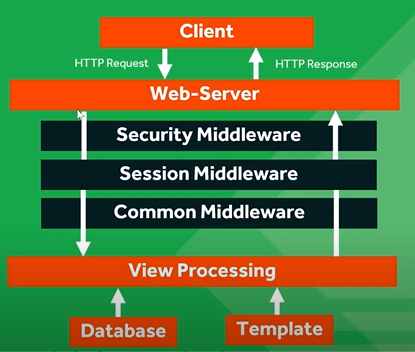 Client
HTTP Request
HTTP Response
Web-Server
Security Middleware
Session Middleware
Common Middleware
View Processing
Database
Template